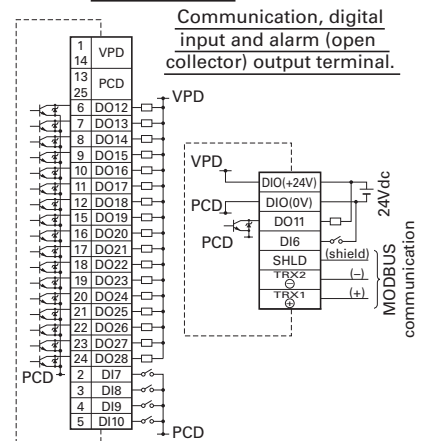 Communication, digital
input and alarm (open
collector) output terminal.
1
14 VPD
13
25 PCD
6 DO12
7 DO13
8 DO14
9 DO15
10 DO16
11 DO17
12 DO18
15 DO19
16 DO20
17 DO21
18 DO22
19 DO23
20 DO24
21 DO25
22 DO26
23 DO27
24 DO28
2 DI7
3 DI8
4 DI9
5 DI10
VPD
PCD
PCD
VPD
PCD
PCD
DIO(+24V)
DIO(0V)
DO11
DI6
SHLD
TRX2
⊖
TRX1
⊕
24Vdc
(shield)
(–)
(+)
MODBUS
communication